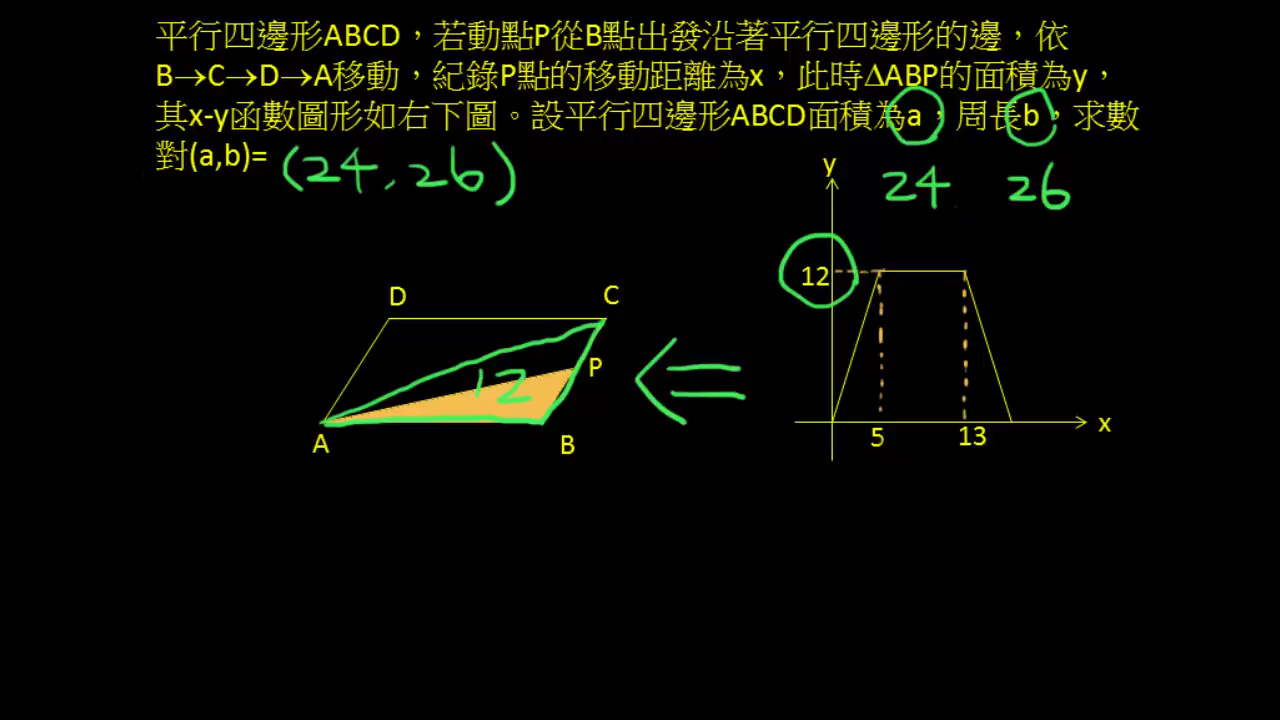 平行四邊形ABCD，若動點P從B點出發沿著平行四邊形的邊，依
B→C→D→A移動，紀錄P點的移動距離為x，此時ΔABP的面積為y，
其x-y函數圖形如右下圖。設平行四邊形ABCD面積為a，周長b，求數
對(a,b)= (24,26)
y
24 26
12
D C
P
12
A B
5 13 x